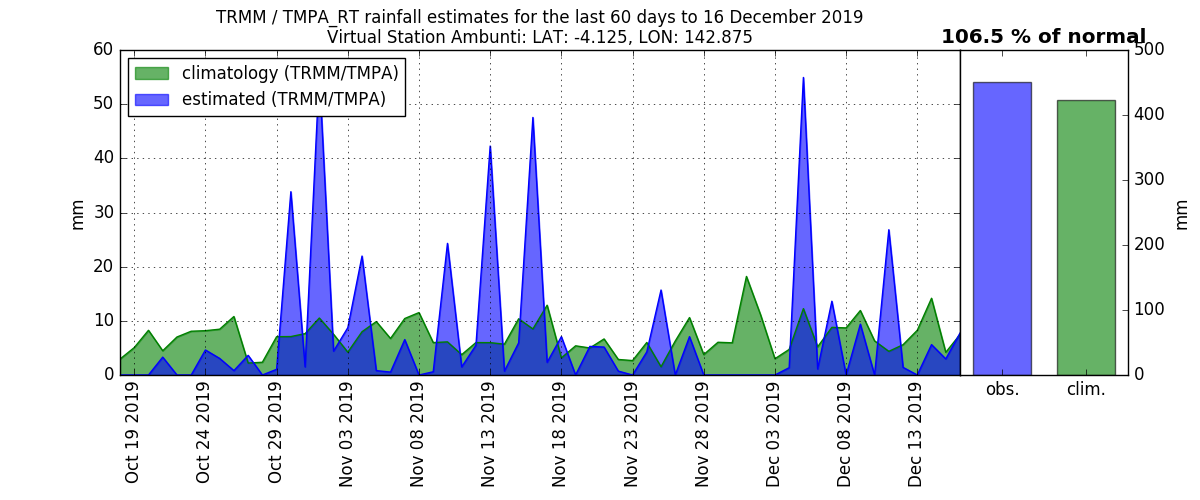 TRMM / TMPA_RT rainfall estimates for the last 60 days to 16 December 2019
Virtual Station Ambunti: LAT: -4.125, LON: 142.875
106.5 % of normal
climatology (TRMM/TMPA)
estimated (TRMM/TMPA)
60
50
40
30
20
10
0
mm
Oct 19 2019
Oct 24 2019
Oct 29 2019
Nov 03 2019
Nov 08 2019
Nov 13 2019
Nov 18 2019
Nov 23 2019
Nov 28 2019
Dec 03 2019
Dec 08 2019
Dec 13 2019
obs.
clim.
500
400
300
200
100
0
mm